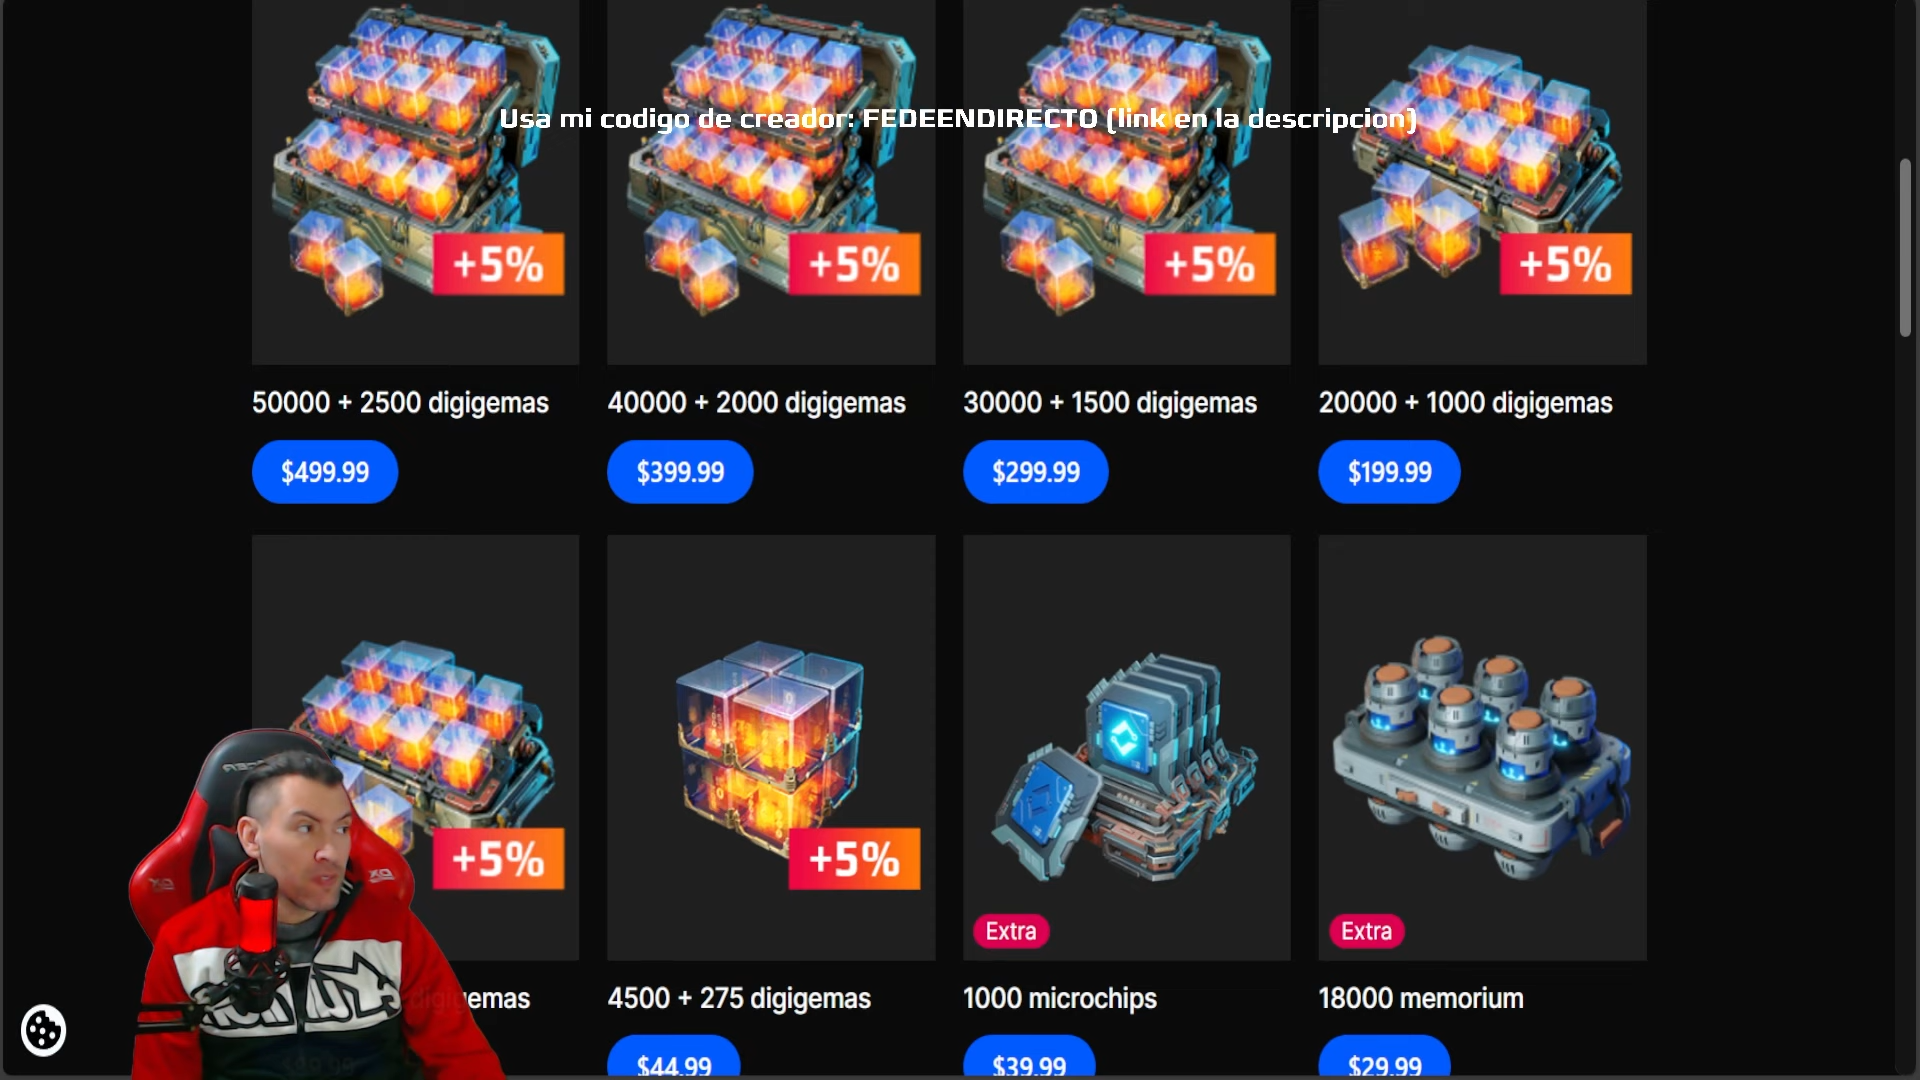 Usa mi codigo de creador: FEDEENDIRECTO (link en la descripcion)
+5%
+5%
+5%
+5%
50000 + 2500 digigemas
40000 + 2000 digigemas
30000 + 1500 digigemas
20000 + 1000 digigemas
$499.99
$399.99
$299.99
$199.99
+5%
+5%
Extra
Extra
digigemas
4500 + 275 digigemas
1000 microchips
18000 memorium
$44.99
$39.99
$29.99